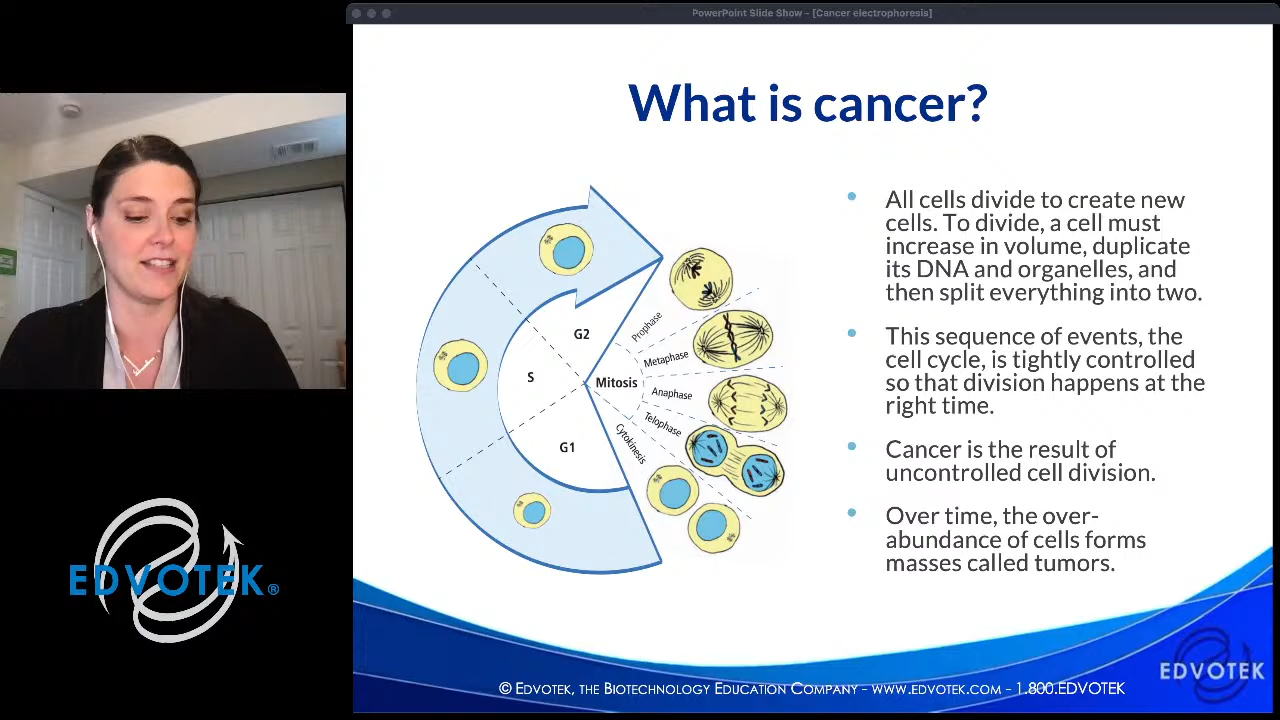 PowerPoint Slide Show - [Cancer electrophoresis]
What is cancer?
All cells divide to create new
cells. To divide, a cell must
increase in volume, duplicate
its DNA and organelles, and
then split everything into two.
This sequence of events, the
cell cycle, is tightly controlled
so that division happens at the
right time.
Cancer is the result of
uncontrolled cell division.
Over time, the over-
abundance of cells forms
masses called tumors.
G2
S
G1
Mitosis
Prophase
Metaphase
Anaphase
Telophase
Cytokinesis
EDVOTEK®
EDVOTEK
© EDVOTEK, THE BIOTECHNOLOGY EDUCATION COMPANY - WWW.EDVOTEK.COM - 1.800.EDVOTEK